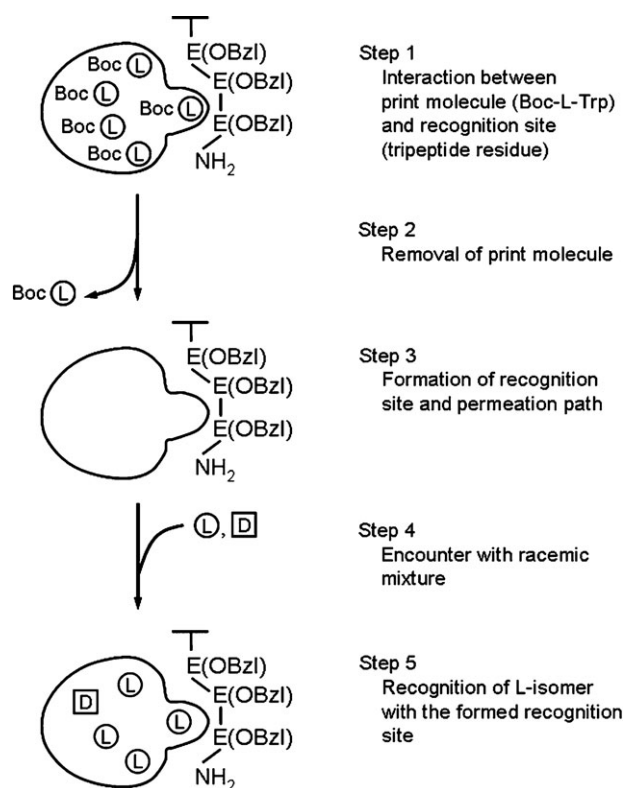 Boc L
Boc L
Boc L
Boc L
Boc L
E(OBzl)
E(OBzl)
E(OBzl)
NH2
Step 1
Interaction between
print molecule (Boc-L-Trp)
and recognition site
(tripeptide residue)
Boc L
Step 2
Removal of print molecule
E(OBzl)
E(OBzl)
E(OBzl)
NH2
Step 3
Formation of recognition
site and permeation path
L, D
Step 4
Encounter with racemic
mixture
D
L
L
L
L
E(OBzl)
E(OBzl)
E(OBzl)
NH2
Step 5
Recognition of L-isomer
with the formed recognition
site